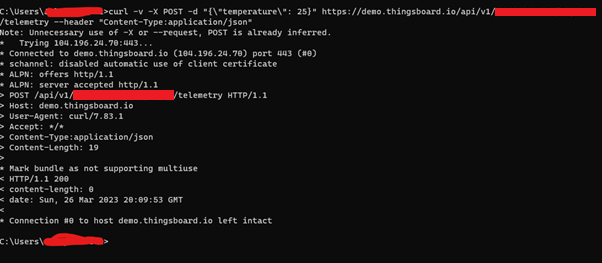 C:\Users\ >curl -v -X POST -d "{\"temperature\": 25}" https://demo.thingsboard.io/api/v1/
/telemetry --header "Content-Type:application/json"
Note: Unnecessary use of -X or --request, POST is already inferred.
*   Trying 104.196.24.70:443...
* Connected to demo.thingsboard.io (104.196.24.70) port 443 (#0)
* schannel: disabled automatic use of client certificate
* ALPN: offers http/1.1
* ALPN: server accepted http/1.1
> POST /api/v1/ /telemetry HTTP/1.1
> Host: demo.thingsboard.io
> User-Agent: curl/7.83.1
> Accept: */*
> Content-Type:application/json
> Content-Length: 19
>
* Mark bundle as not supporting multiuse
< HTTP/1.1 200
< content-length: 0
< date: Sun, 26 Mar 2023 20:09:53 GMT
<
* Connection #0 to host demo.thingsboard.io left intact
C:\Users\ >